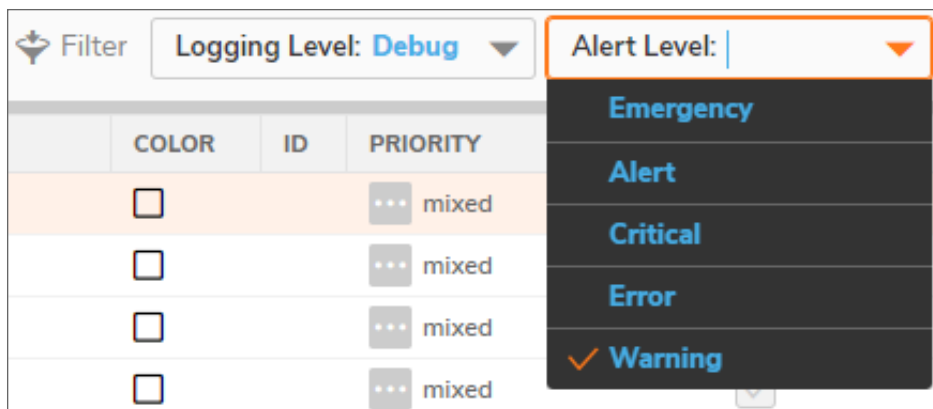 Filter Logging Level: Debug Alert Level:
Emergency
COLOR ID PRIORITY
Alert
mixed
Critical
mixed
Error
mixed
Warning
mixed